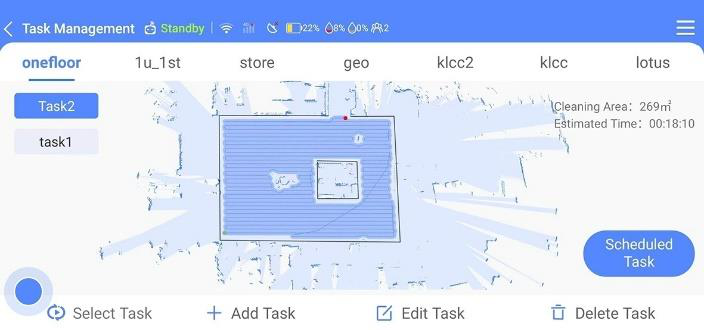 Task Management Standby 22% 8% 0% 2
onefloor 1u_1st store geo klcc2 klcc lotus
Task2
task1
Cleaning Area: 269㎡
Estimated Time: 00:18:10
Scheduled
Task
Select Task Add Task Edit Task Delete Task